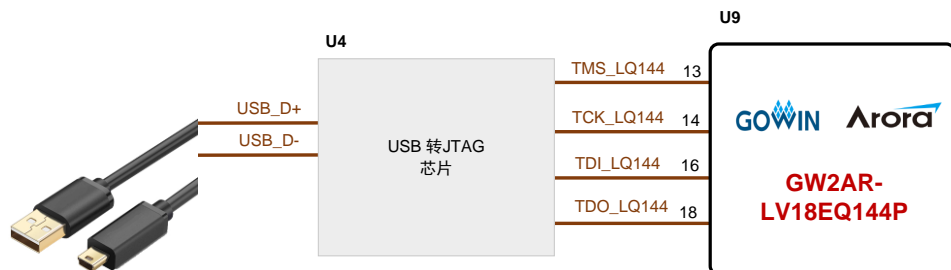 U9
U4
TMS_LQ144 13
USB_D+
TCK_LQ144 14
USB_D-
USB 转JTAG
芯片
TDI_LQ144 16
TDO_LQ144 18
GOWIN Arora
GW2AR-
LV18EQ144P